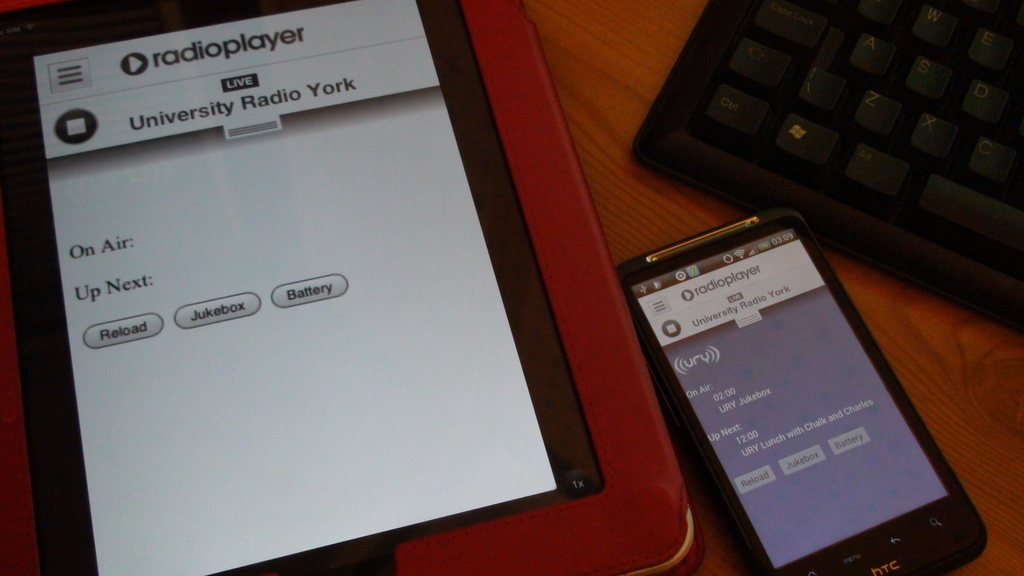 radioplayer
LIVE
University Radio York
On Air:
Up Next:
Reload Jukebox Battery
1x
03:09
radioplayer
LIVE
University Radio York
((ury))
On Air:
02:00
URY Jukebox
Up Next:
12:00
URY Lunch with Chalk and Charles
Reload Jukebox Battery
MENU
hTC
Caps Lock
W
E
A
S
D
Ctrl
\
Z
X
C
Alt